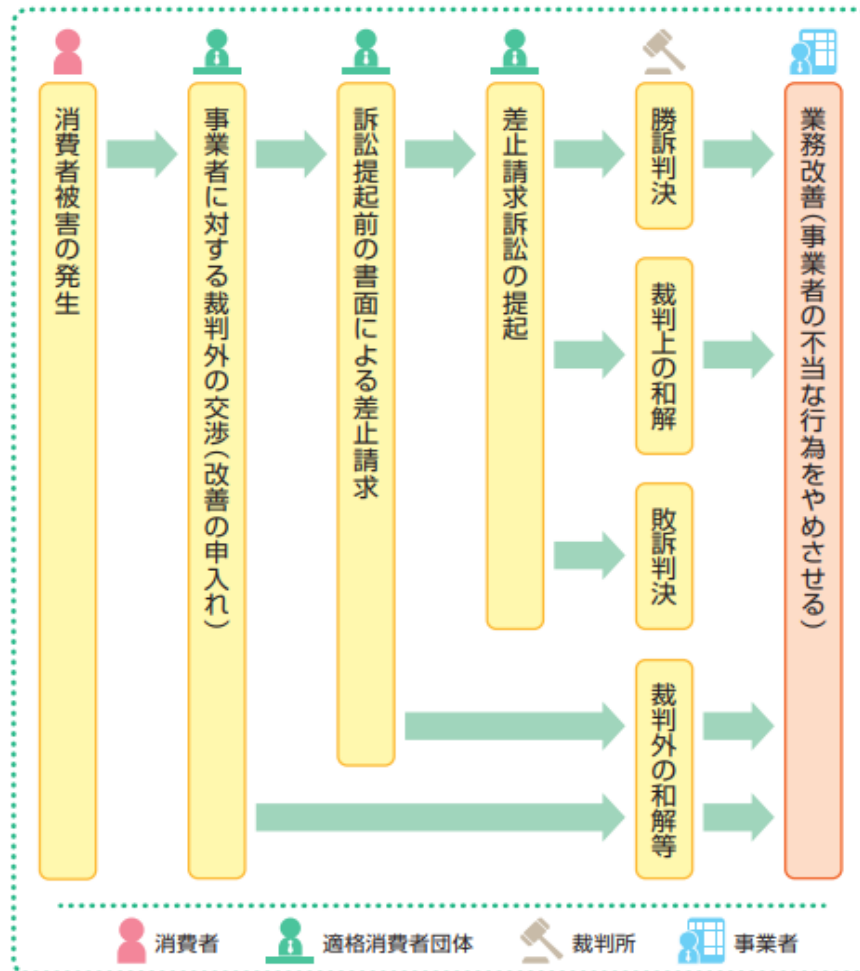 消費者被害の発生
事業者に対する裁判外の交渉(改善の申入れ)
訴訟提起前の書面による差止請求
差止請求訴訟の提起
勝訴判決
裁判上の和解
敗訴判決
裁判外の和解等
業務改善(事業者の不当な行為をやめさせる)
消費者
適格消費者団体
裁判所
事業者